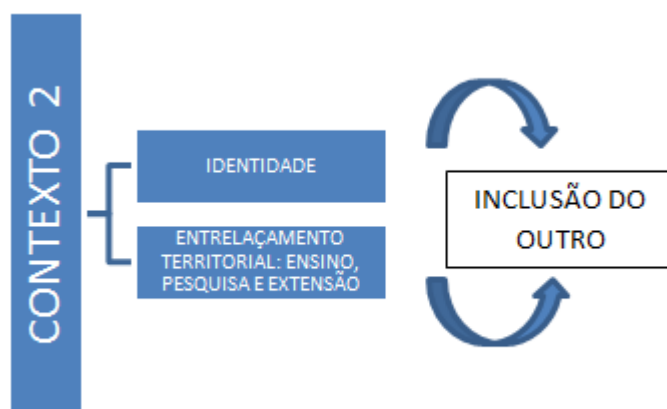 CONTEXTO 2
IDENTIDADE
ENTRELAÇAMENTO
TERRITORIAL: ENSINO,
PESQUISA E EXTENSÃO
INCLUSÃO DO
OUTRO